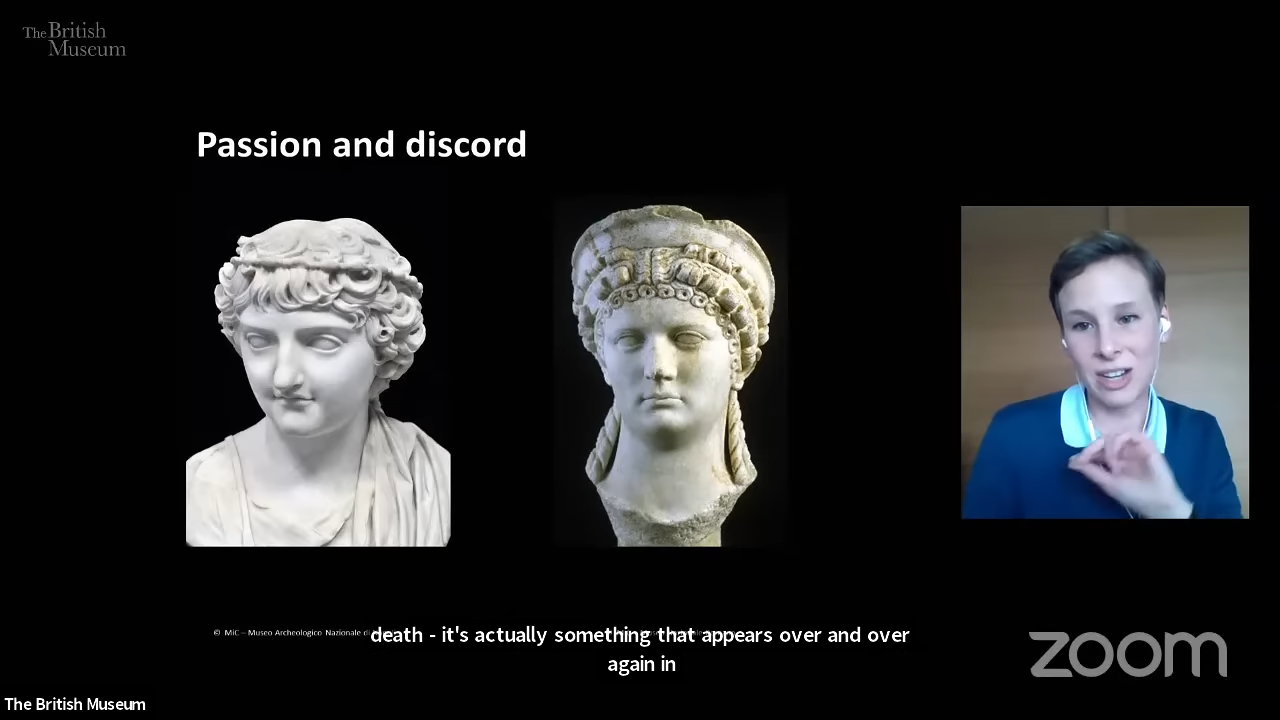 The British
Museum
Passion and discord
© MiC – Museo Archeologico Nazionale di
death - it's actually something that appears over and over
again in
zoom
The British Museum